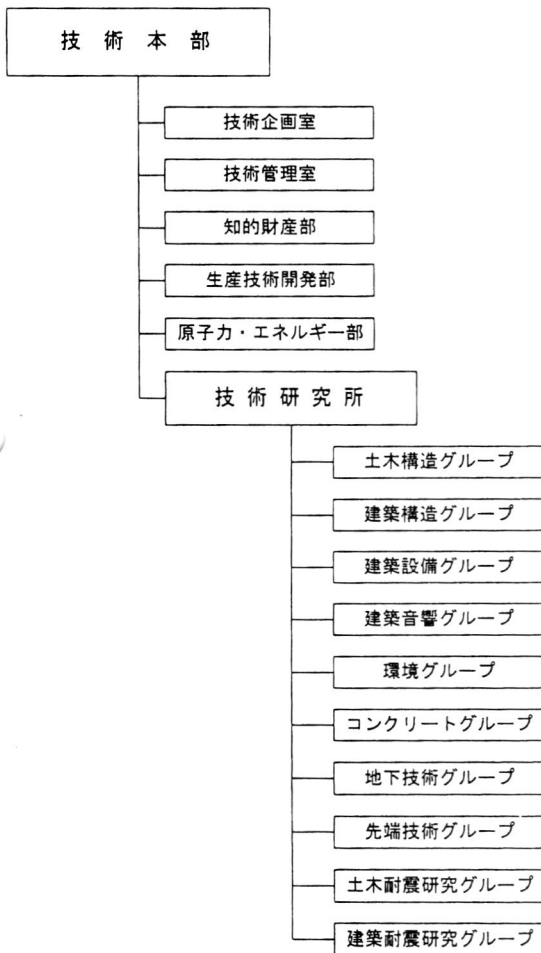 技術本部
技術企画室
技術管理室
知的財産部
生産技術開発部
原子力・エネルギー部
技術研究所
土木構造グループ
建築構造グループ
建築設備グループ
建築音響グループ
環境グループ
コンクリートグループ
地下技術グループ
先端技術グループ
土木耐震研究グループ
建築耐震研究グループ